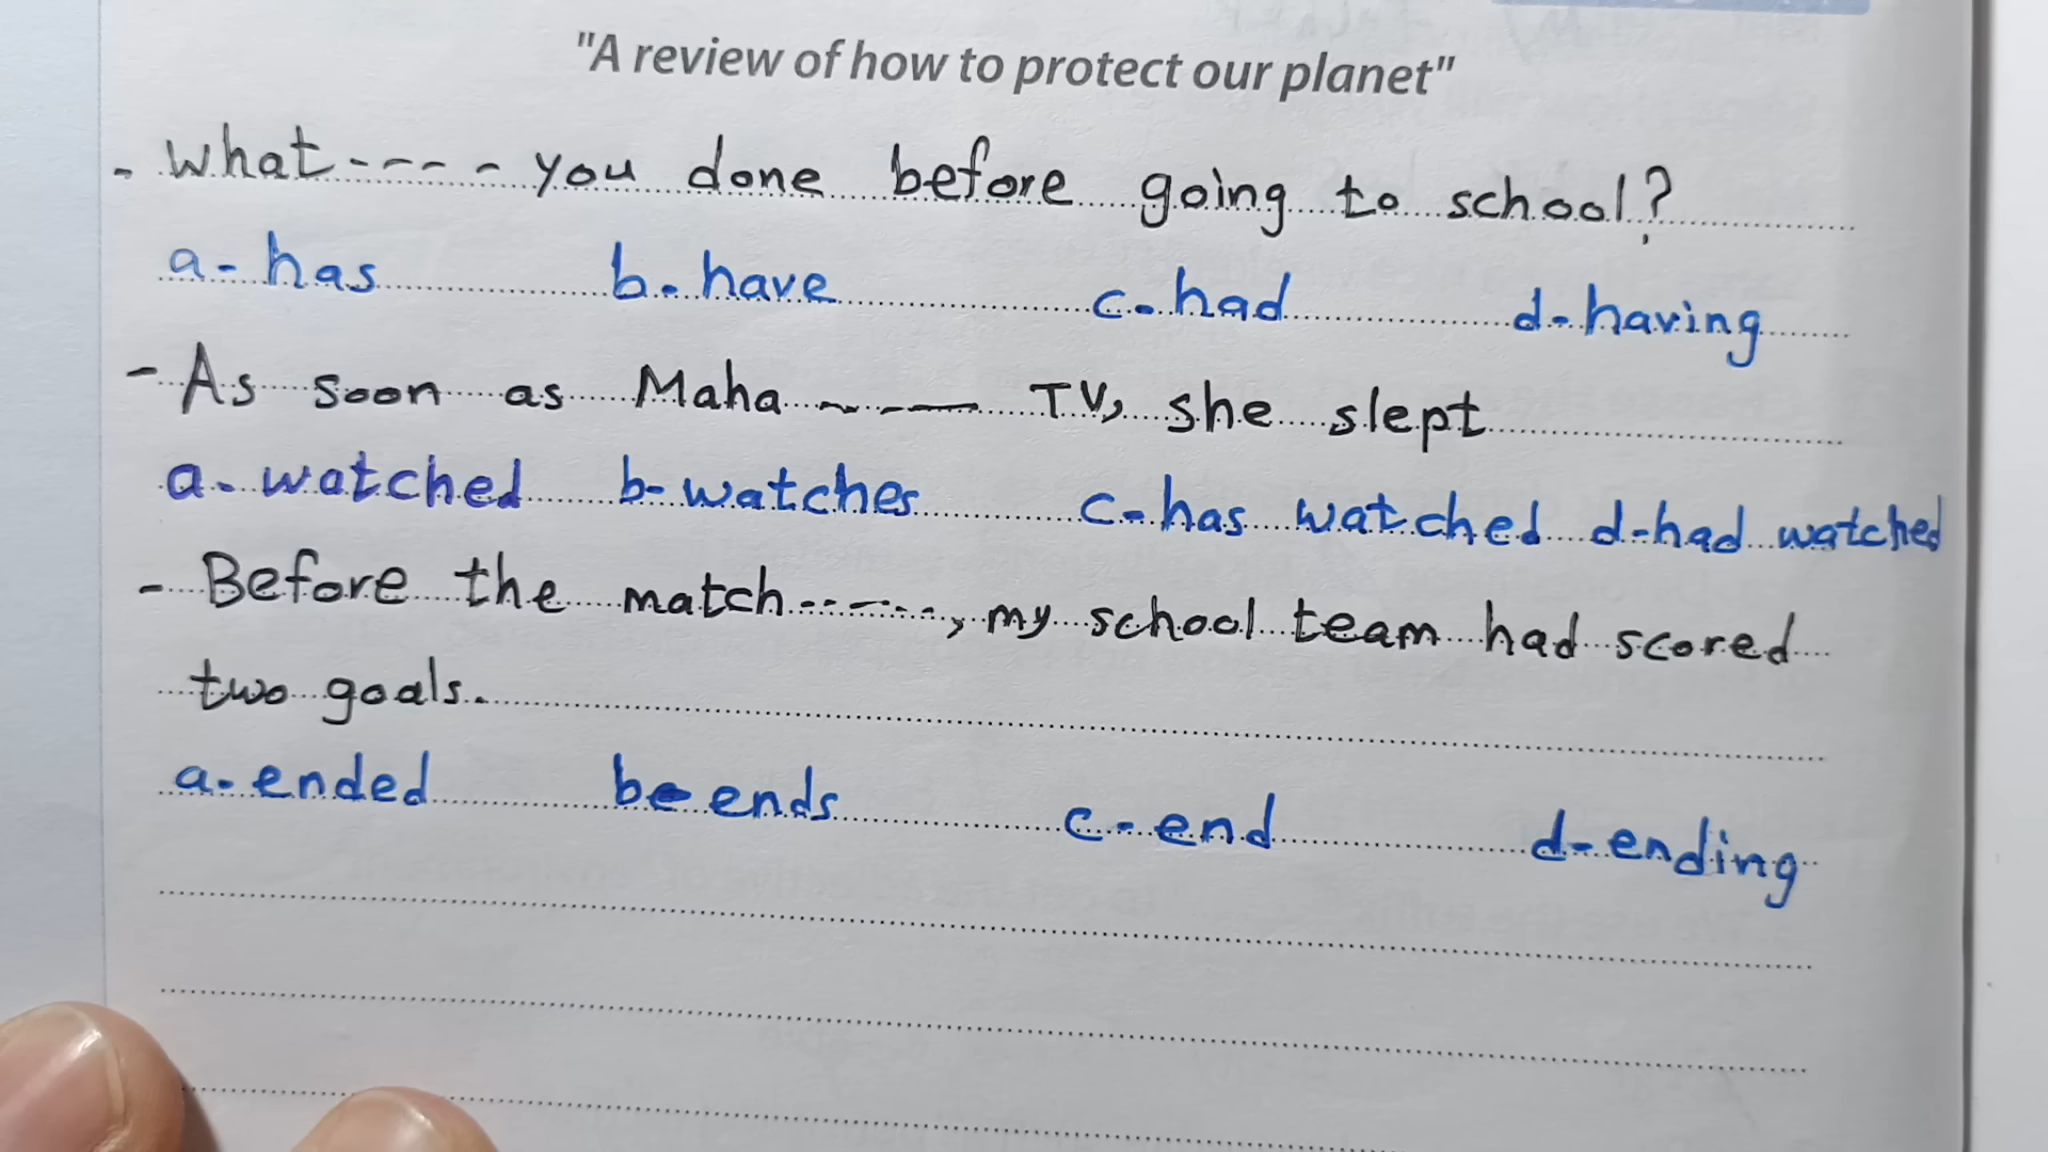 "A review of how to protect our planet"
- What ---- you done before going to school?
a- has b- have c- had d- having
- As soon as Maha ---- TV, she slept
a- watched b- watches c- has watched d- had watched
- Before the match ------, my school team had scored
two goals.
a- ended b- ends c- end d- ending